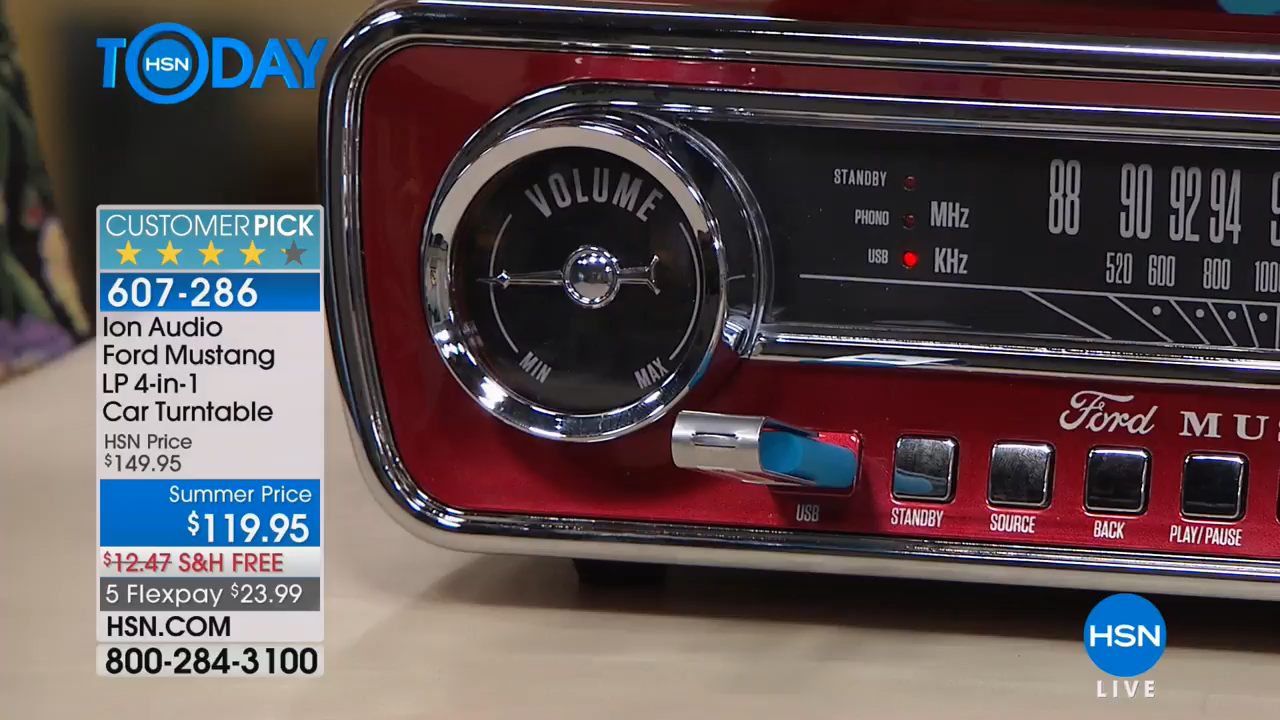 TODAY
HSN
CUSTOMER PICK
607-286
Ion Audio
Ford Mustang
LP 4-in-1
Car Turntable
HSN Price
$149.95
Summer Price
$119.95
$12.47 S&H FREE
5 Flexpay $23.99
HSN.COM
800-284-3100
VOLUME
MIN MAX
STANDBY
PHONO MHz
USB KHz
88 90 92 94
520 600 800
Ford
USB STANDBY SOURCE BACK PLAY/PAUSE
HSN
LIVE